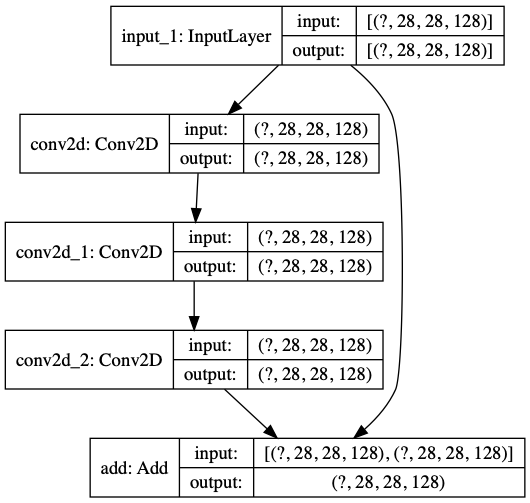 input_1: InputLayer
input: [(?, 28, 28, 128)]
output: [(?, 28, 28, 128)]
conv2d: Conv2D
input: (?, 28, 28, 128)
output: (?, 28, 28, 128)
conv2d_1: Conv2D
input: (?, 28, 28, 128)
output: (?, 28, 28, 128)
conv2d_2: Conv2D
input: (?, 28, 28, 128)
output: (?, 28, 28, 128)
add: Add
input: [(?, 28, 28, 128), (?, 28, 28, 128)]
output: (?, 28, 28, 128)